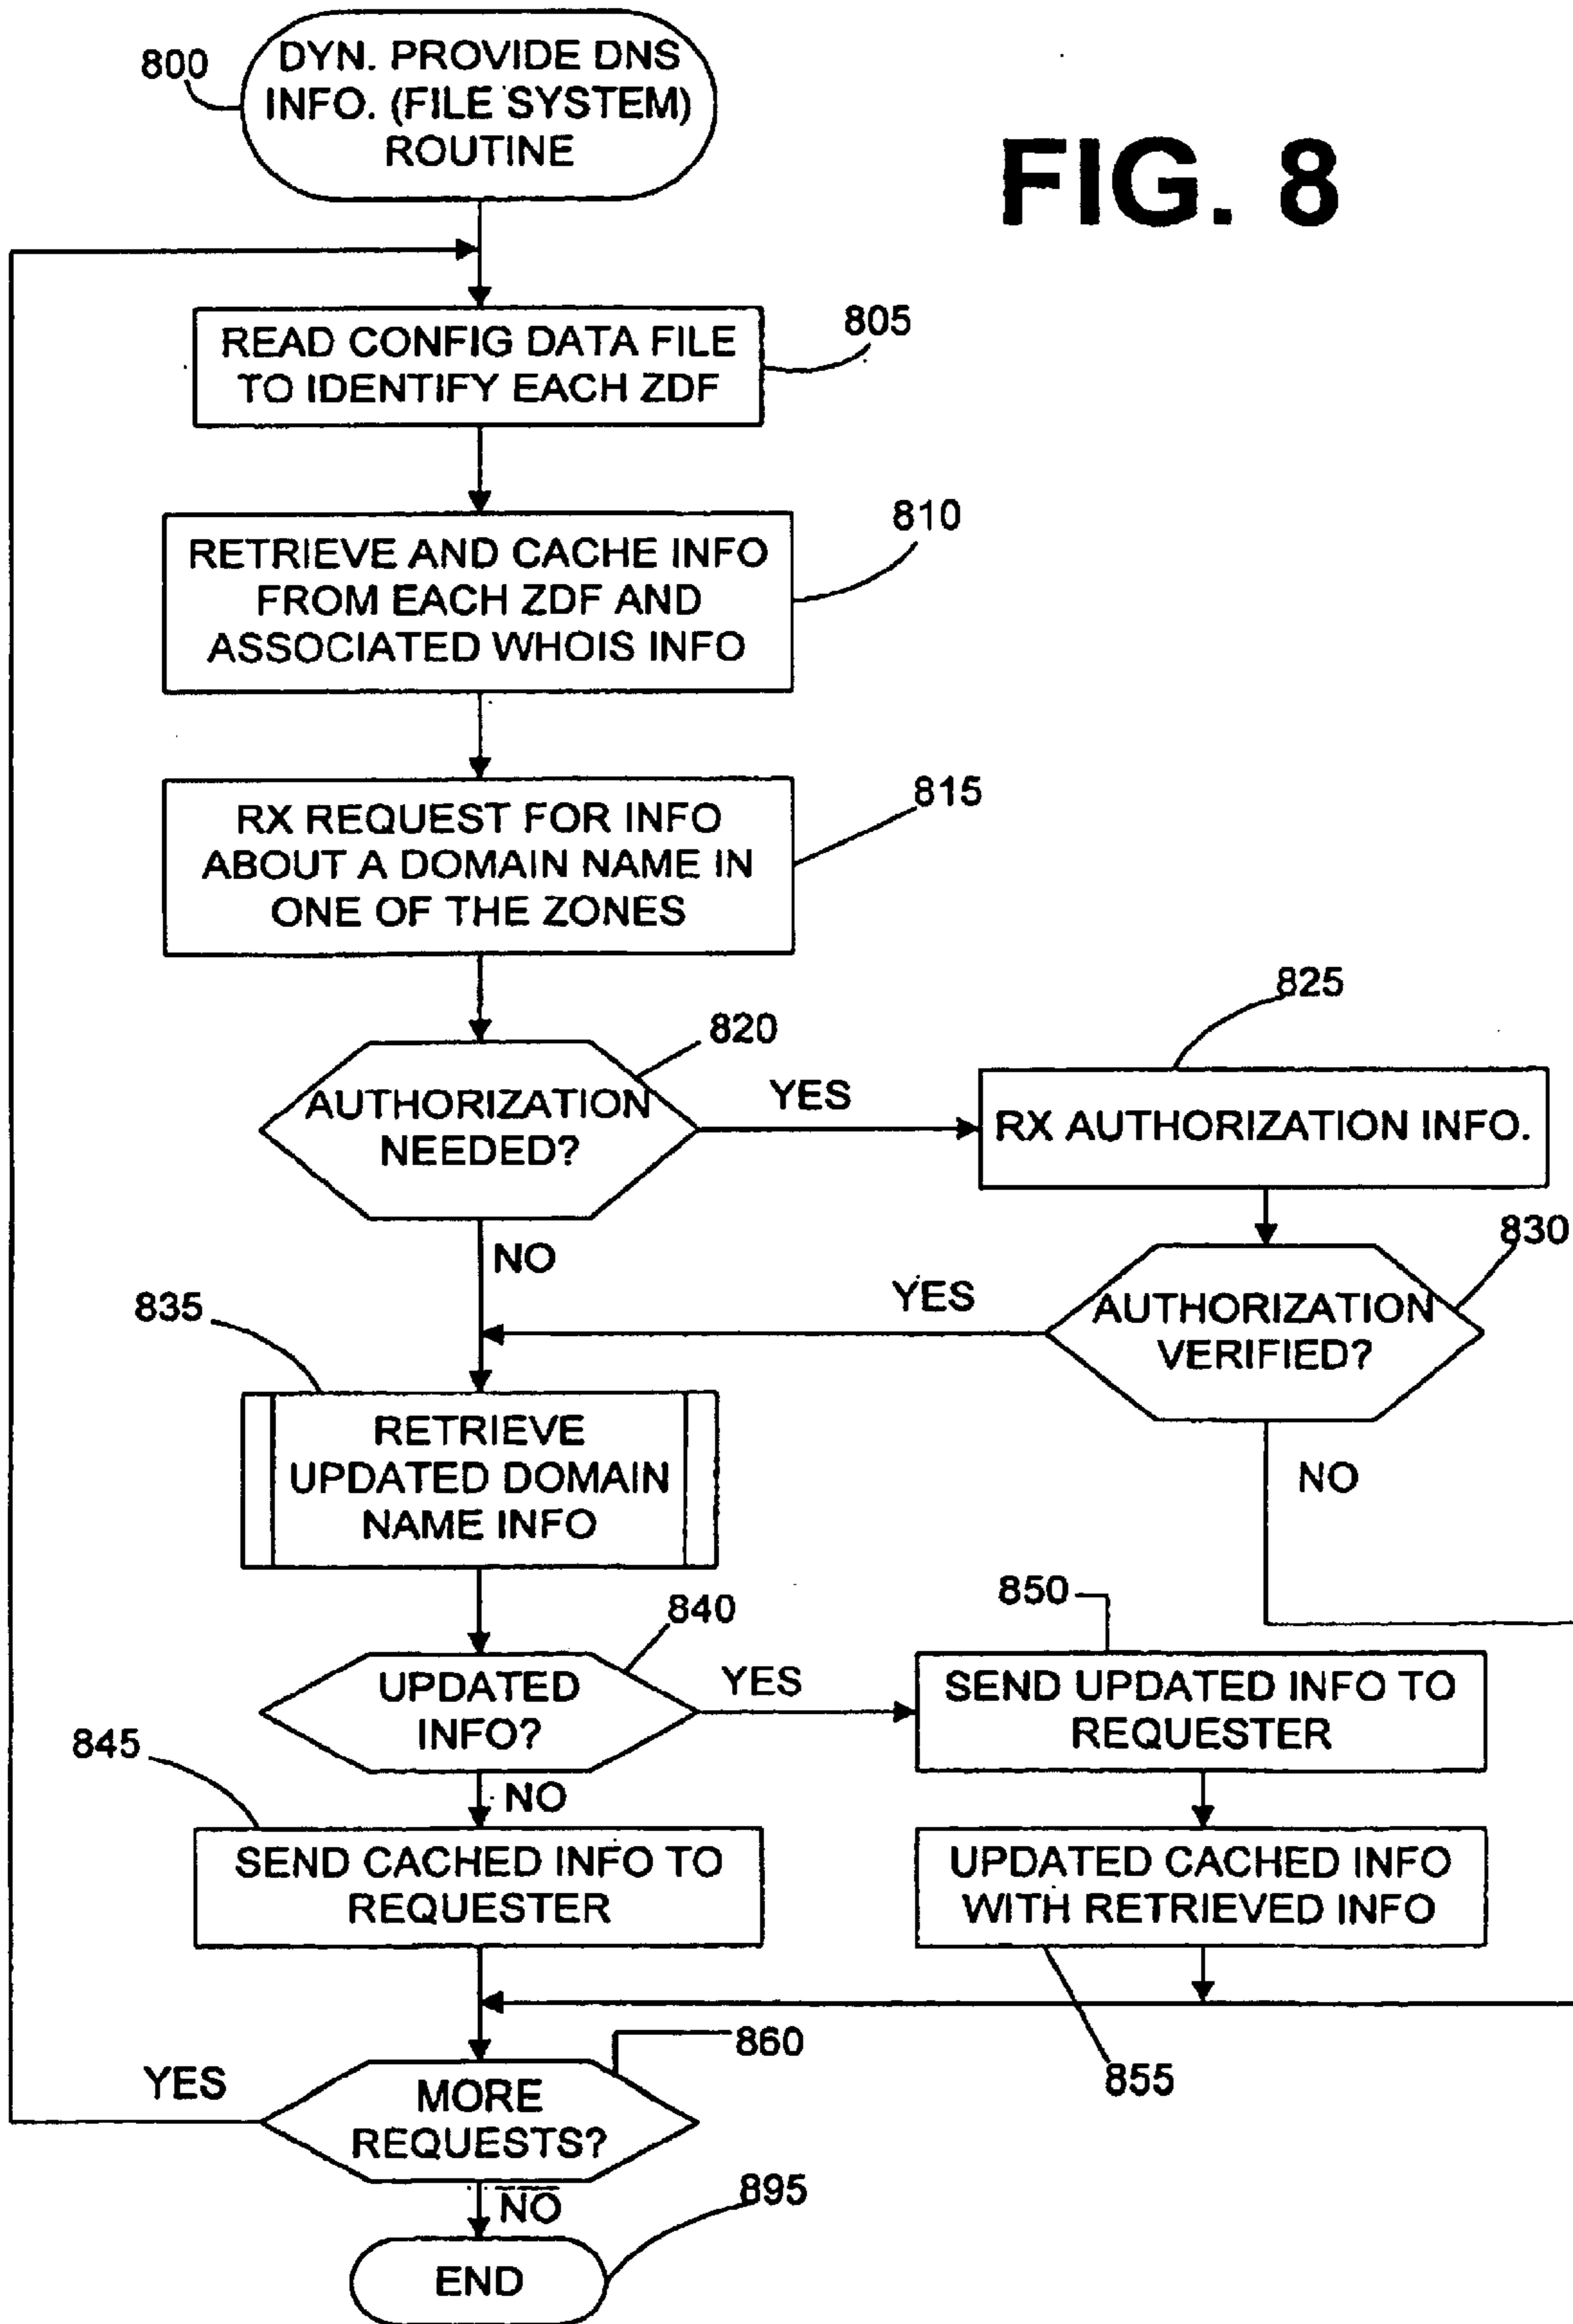 800
DYN. PROVIDE DNS
INFO. (FILE SYSTEM)
ROUTINE
FIG. 8
READ CONFIG DATA FILE
TO IDENTIFY EACH ZDF
805
RETRIEVE AND CACHE INFO
FROM EACH ZDF AND
ASSOCIATED WHOIS INFO
810
RX REQUEST FOR INFO
ABOUT A DOMAIN NAME IN
ONE OF THE ZONES
815
820
AUTHORIZATION
NEEDED?
YES
825
RX AUTHORIZATION INFO.
NO
830
AUTHORIZATION
VERIFIED?
YES
NO
835
RETRIEVE
UPDATED DOMAIN
NAME INFO
840
UPDATED
INFO?
YES
850
SEND UPDATED INFO TO
REQUESTER
845
NO
SEND CACHED INFO TO
REQUESTER
UPDATED CACHED INFO
WITH RETRIEVED INFO
855
860
YES
MORE
REQUESTS?
NO
895
END